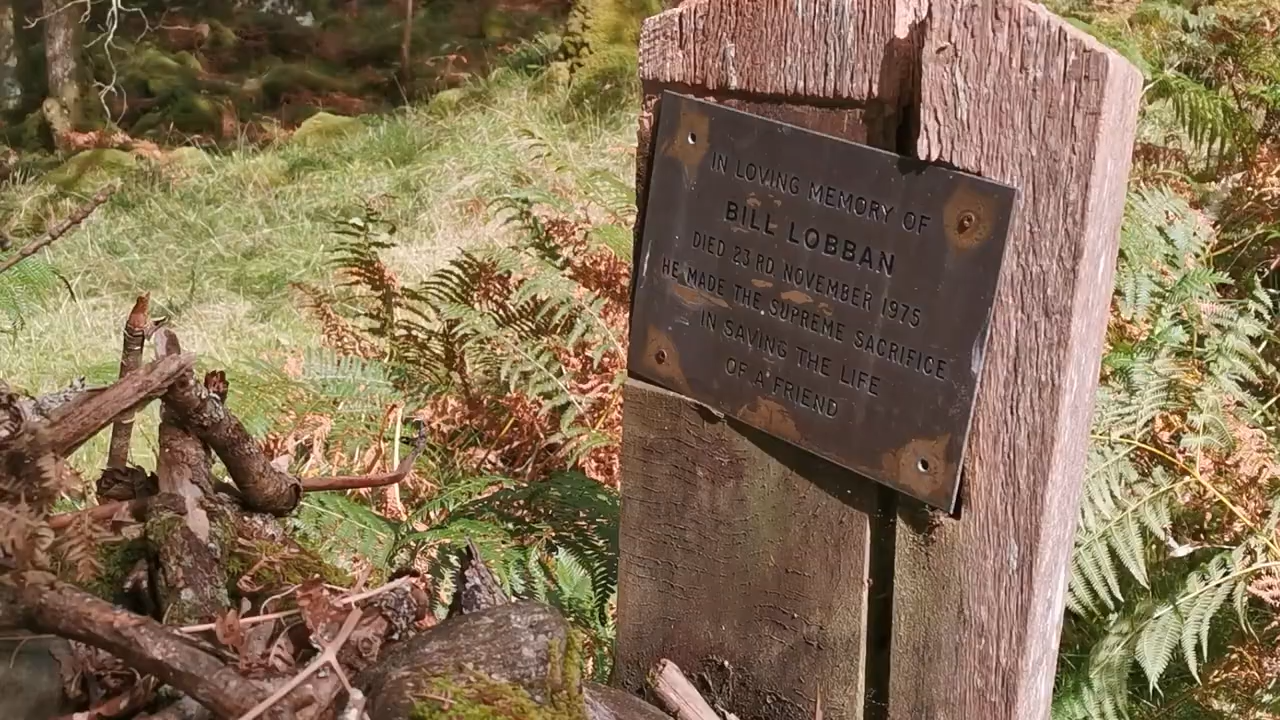 IN LOVING MEMORY OF
BILL LOBBAN
DIED 23 RD NOVEMBER 1975
HE MADE THE SUPREME SACRIFICE
IN SAVING THE LIFE
OF A FRIEND